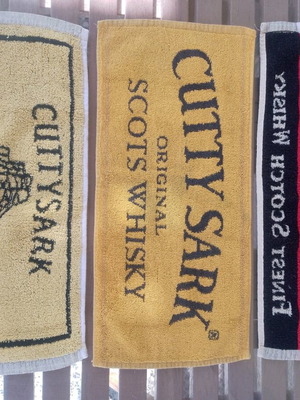 CUTTY SARK
CUTTY SARK
ORIGINAL
SCOTS WHISKY
®
FINEST SCOTCH WHISKY